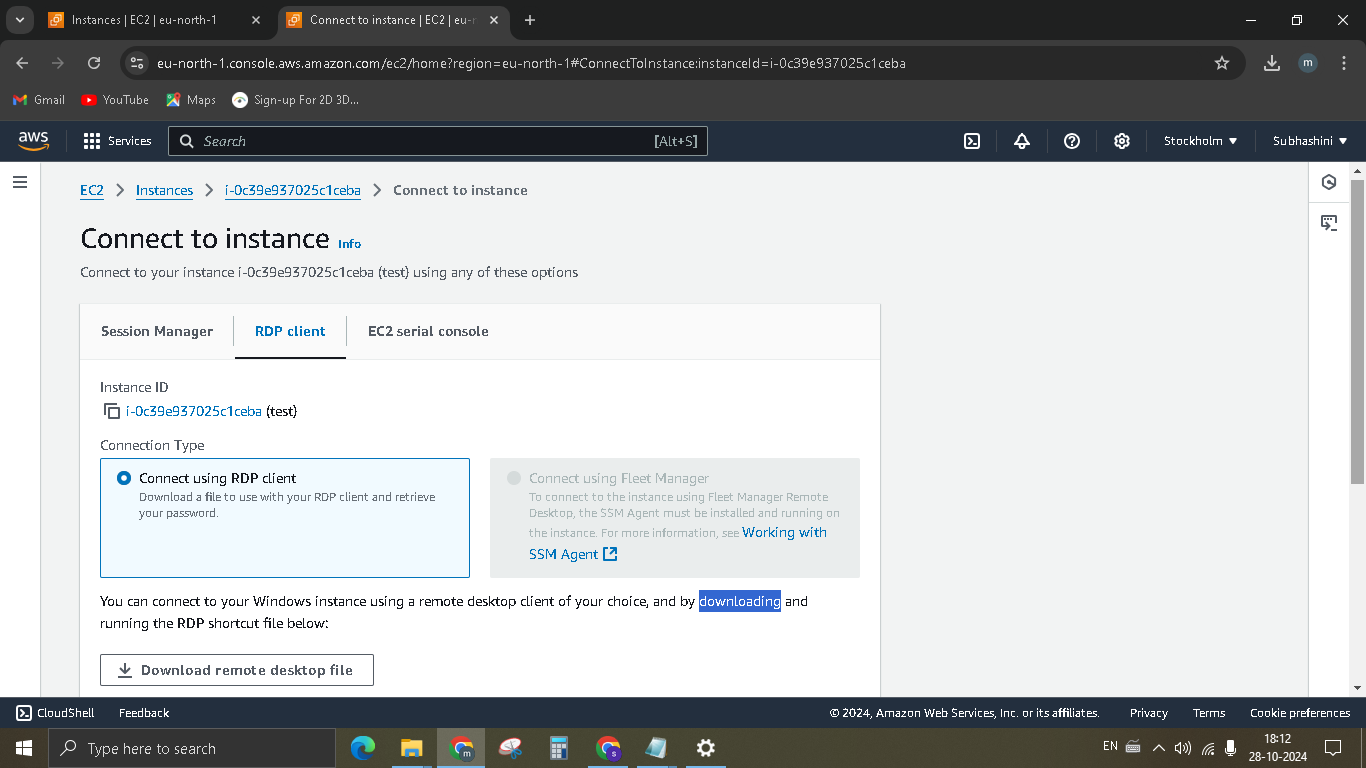 Instances | EC2 | eu-north-1
Connect to instance | EC2 | eu-n
eu-north-1.console.aws.amazon.com/ec2/home?region=eu-north-1#ConnectToInstance:instanceId=i-0c39e937025c1ceba
m
Gmail
YouTube
Maps
Sign-up For 2D 3D...
aws
Services
Search
[Alt+S]
Stockholm
Subhashini
EC2
Instances
i-0c39e937025c1ceba
Connect to instance
Connect to instance Info
Connect to your instance i-0c39e937025c1ceba (test) using any of these options
Session Manager
RDP client
EC2 serial console
Instance ID
i-0c39e937025c1ceba (test)
Connection Type
Connect using RDP client
Download a file to use with your RDP client and retrieve
your password.
Connect using Fleet Manager
To connect to the instance using Fleet Manager Remote
Desktop, the SSM Agent must be installed and running on
the instance. For more information, see Working with
SSM Agent
You can connect to your Windows instance using a remote desktop client of your choice, and by downloading and
running the RDP shortcut file below:
Download remote desktop file
CloudShell
Feedback
© 2024, Amazon Web Services, Inc. or its affiliates.
Privacy
Terms
Cookie preferences
Type here to search
m
s
EN
18:12
28-10-2024